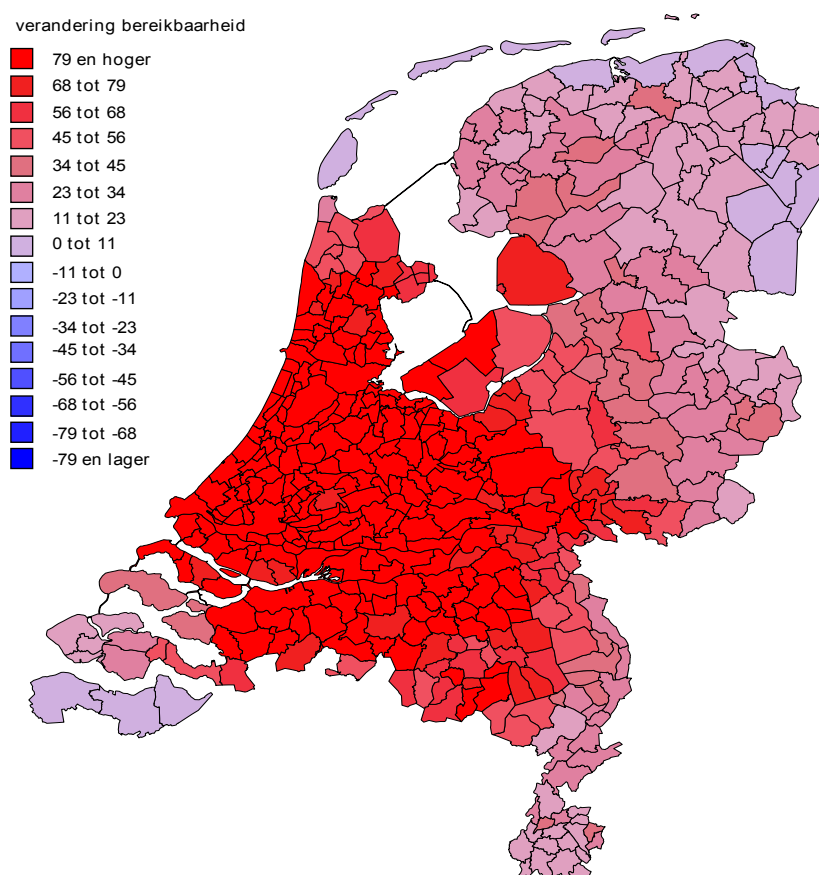 verandering bereikbaarheid
79 en hoger
68 tot 79
56 tot 68
45 tot 56
34 tot 45
23 tot 34
11 tot 23
0 tot 11
-11 tot 0
-23 tot -11
-34 tot -23
-45 tot -34
-56 tot -45
-68 tot -56
-79 tot -68
-79 en lager